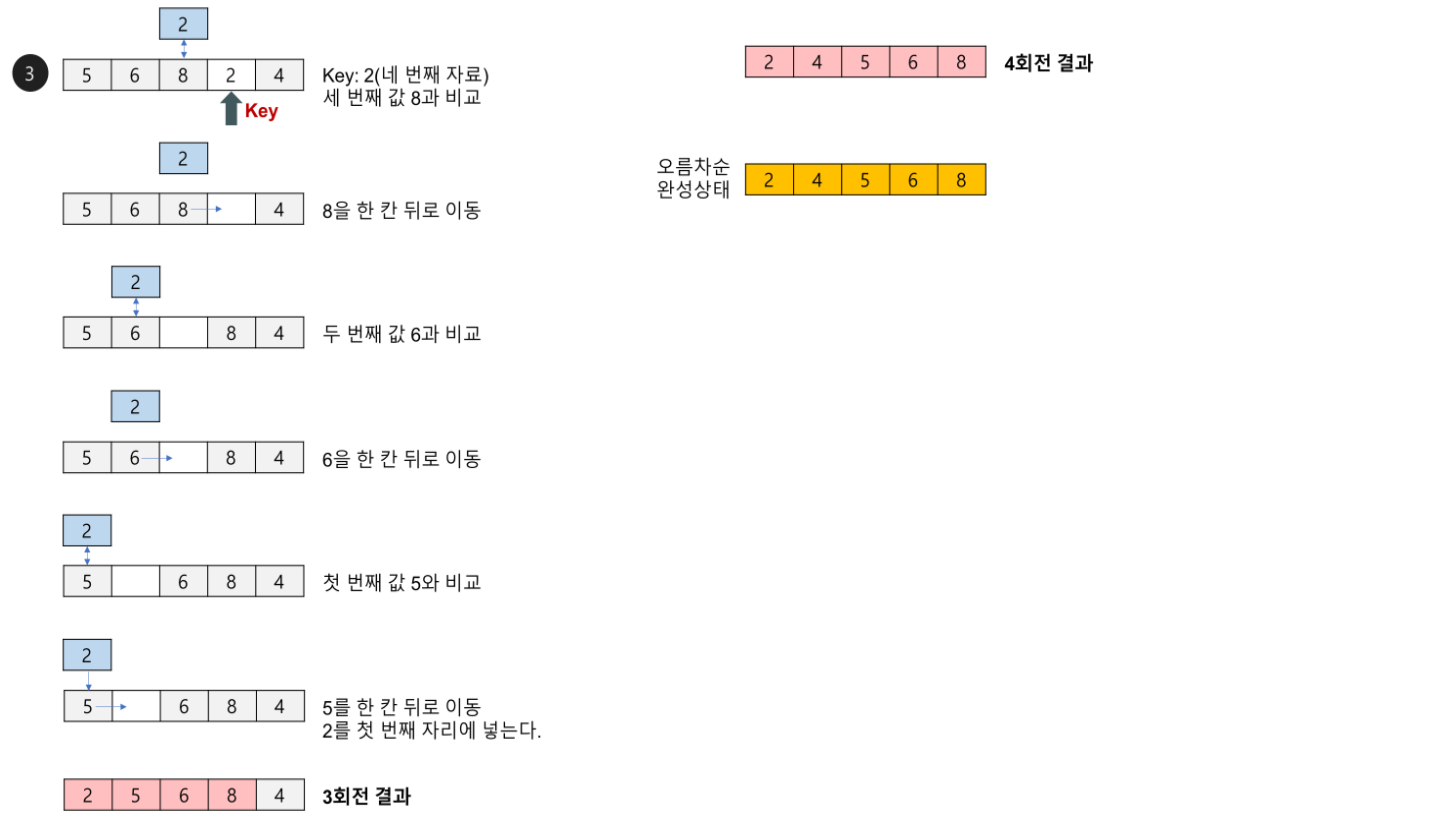 2
3
5 6 8 2 4
Key: 2(네 번째 자료)
세 번째 값 8과 비교
Key
2
5 6 8 4
8을 한 칸 뒤로 이동
2
5 6 8 4
두 번째 값 6과 비교
2
5 6 8 4
6을 한 칸 뒤로 이동
2
5 6 8 4
첫 번째 값 5와 비교
2
5 6 8 4
5를 한 칸 뒤로 이동
2를 첫 번째 자리에 넣는다.
2 5 6 8 4
3회전 결과
2 4 5 6 8
4회전 결과
오름차순
완성상태
2 4 5 6 8